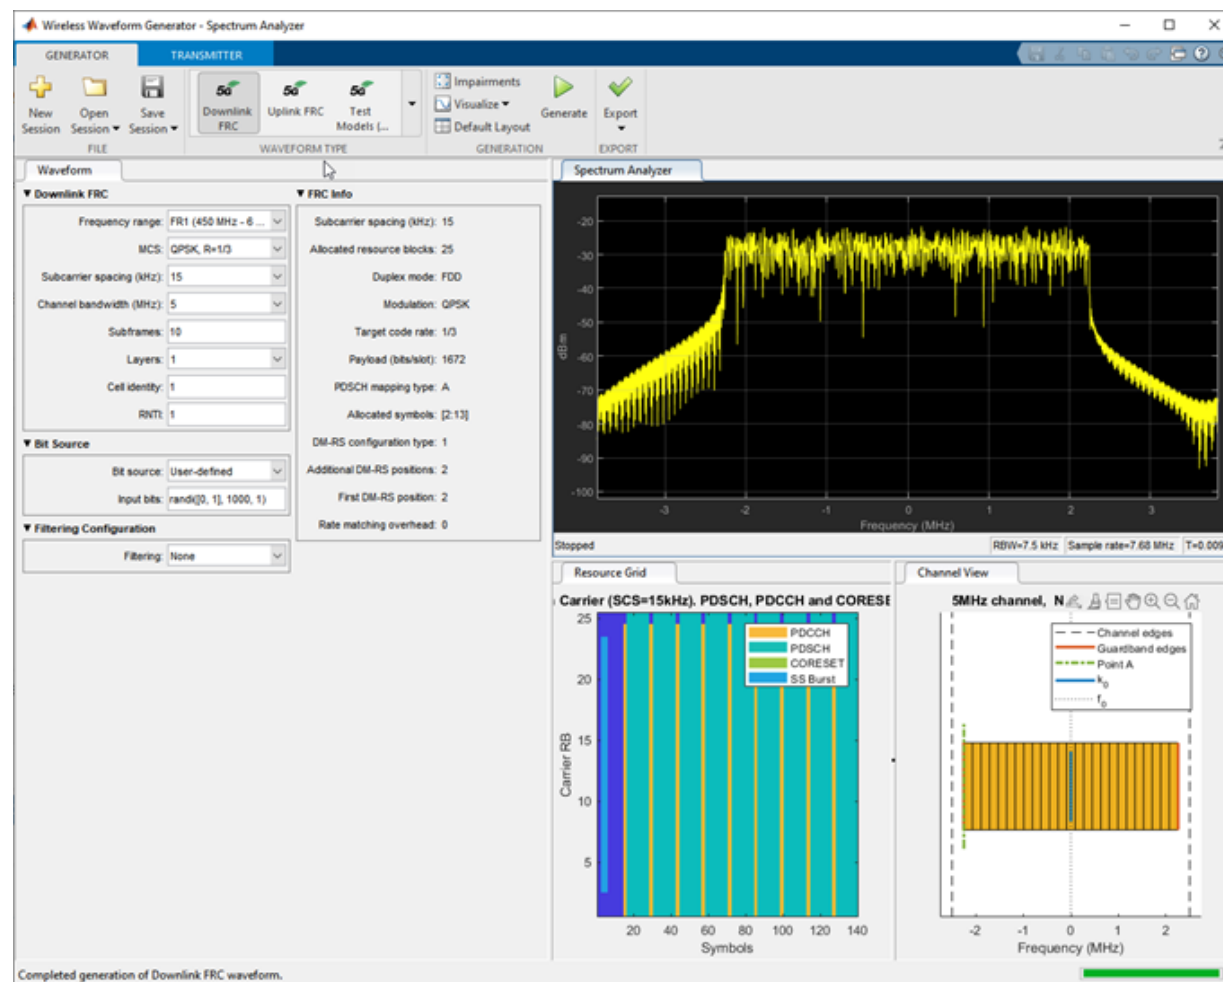 Wireless Waveform Generator - Spectrum Analyzer
GENERATOR
TRANSMITTER
New Session
Open Session
Save Session
FILE
5G
Downlink FRC
5G
Uplink FRC
5G
Test Models (...
WAVEFORM TYPE
Impairments
Visualize
Default Layout
Generate
GENERATION
Export
EXPORT
Waveform
Downlink FRC
Frequency range: FR1 (450 MHz - 6 ...
MCS: QPSK, R=1/3
Subcarrier spacing (kHz): 15
Channel bandwidth (MHz): 5
Subframes: 10
Layers: 1
Cell identity: 1
RNTI: 1
Bit Source
Bit source: User-defined
Input bits: randi([0, 1], 1000, 1)
Filtering Configuration
Filtering: None
FRC Info
Subcarrier spacing (kHz): 15
Allocated resource blocks: 25
Duplex mode: FDD
Modulation: QPSK
Target code rate: 1/3
Payload (bits/slot): 1672
PDSCH mapping type: A
Allocated symbols: [2:13]
DM-RS configuration type: 1
Additional DM-RS positions: 2
First DM-RS position: 2
Rate matching overhead: 0
Spectrum Analyzer
-20
-30
-40
-50
-60
-70
-80
-90
-100
dBm
-3 -2 -1 0 1 2 3
Frequency (MHz)
Stopped
RBW=7.5 kHz
Sample rate=7.68 MHz
T=0.009
Resource Grid
Carrier (SCS=15kHz). PDSCH, PDCCH and CORESE
PDCCH
PDSCH
CORESET
SS Burst
25
20
15
10
5
Carrier RB
20 40 60 80 100 120 140
Symbols
Channel View
5MHz channel, N
Channel edges
Guardband edges
Point A
k0
f0
-2 -1 0 1 2
Frequency (MHz)
Completed generation of Downlink FRC waveform.